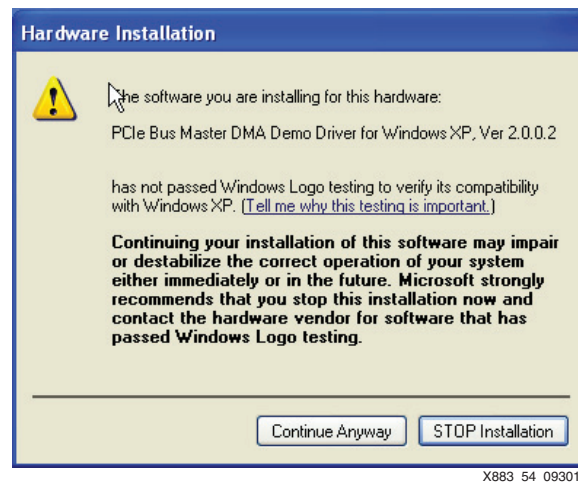 Hardware Installation
The software you are installing for this hardware:
PCIe Bus Master DMA Demo Driver for Windows XP, Ver 2.0.0.2
has not passed Windows Logo testing to verify its compatibility
with Windows XP. (Tell me why this testing is important.)
Continuing your installation of this software may impair
or destabilize the correct operation of your system
either immediately or in the future. Microsoft strongly
recommends that you stop this installation now and
contact the hardware vendor for software that has
passed Windows Logo testing.
Continue Anyway
STOP Installation
X883_54_09301